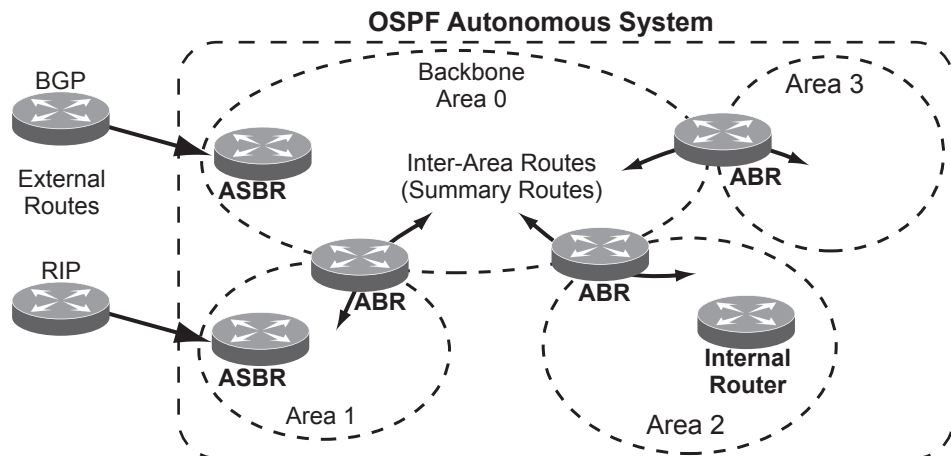 OSPF Autonomous System
BGP
Backbone
Area 0
Area 3
ASBR
External
Routes
Inter-Area Routes
(Summary Routes)
ABR
RIP
ABR
ABR
ASBR
Internal
Router
Area 1
Area 2